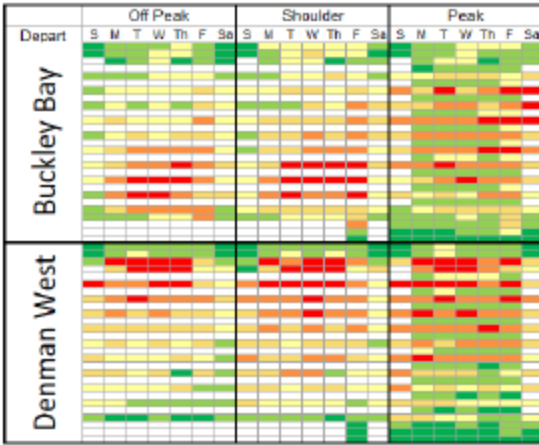 Off Peak Shoulder Peak
Depart S M T W Th F Sa S M T W Th F Sa S M T W Th F Sa
Buckley Bay
Denman West